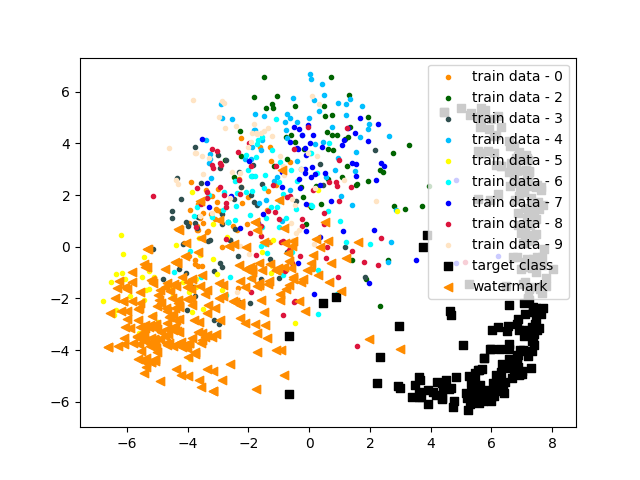 6
4
2
0
−2
−4
−6
−6
−4
−2
0
2
4
6
8
train data - 0
train data - 2
train data - 3
train data - 4
train data - 5
train data - 6
train data - 7
train data - 8
train data - 9
target class
watermark